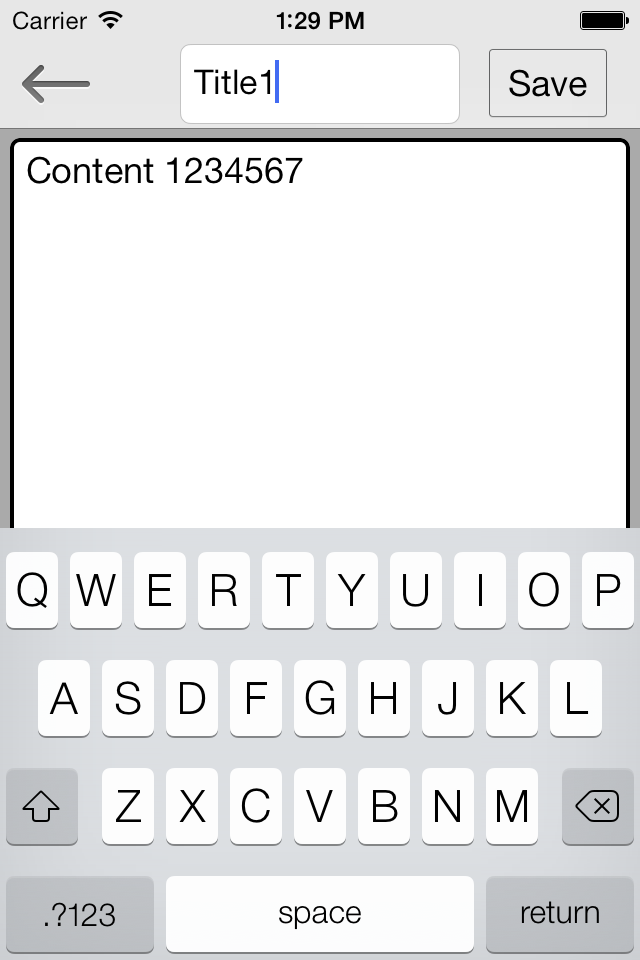 Carrier 1:29 PM
Title1 Save
Content 1234567
Q W E R T Y U I O P
A S D F G H J K L
Z X C V B N M
.?123 space return